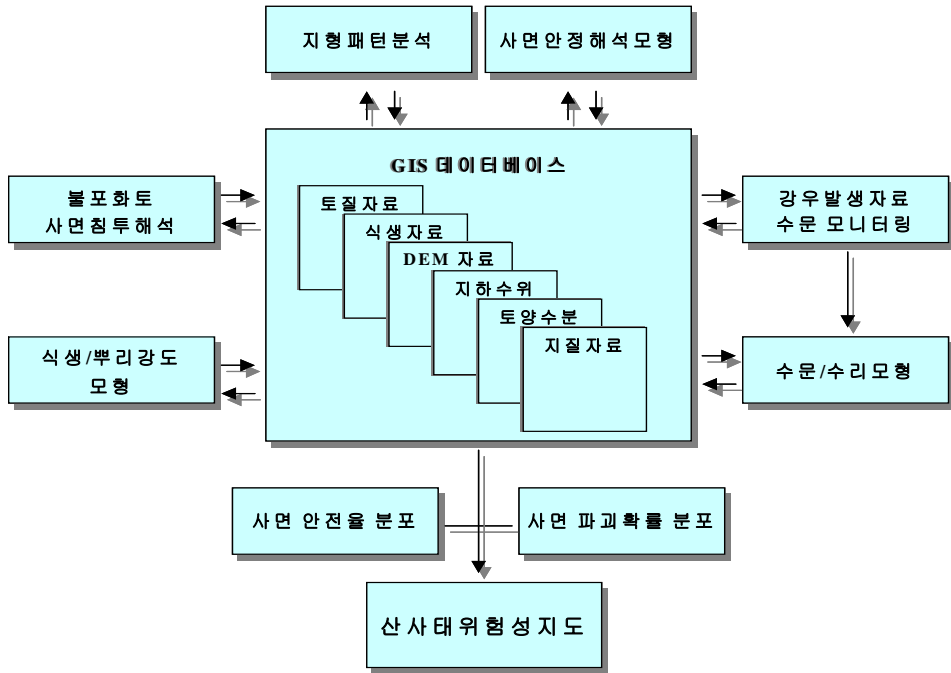 지형패턴분석
사면안정해석모형
GIS 데이터베이스
불포화토
사면침투해석
토질자료
식생자료
DEM 자료
지하수위
토양수분
지질자료
강우발생자료
수문 모니터링
식생/뿌리강도
모형
수문/수리모형
사면 안전율 분포
사면 파괴확률 분포
산사태위험성지도